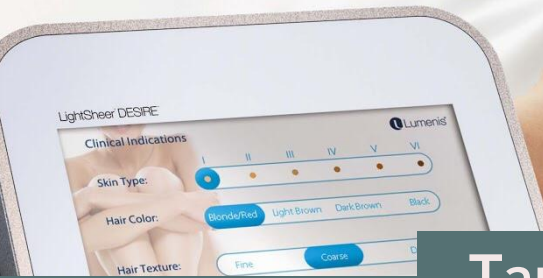 LightSheer DESIRE
Lumenis
Clinical Indications
I II III IV V VI
Skin Type:
Hair Color: Blonde/Red Light Brown Dark Brown Black
Hair Texture: Fine Coarse